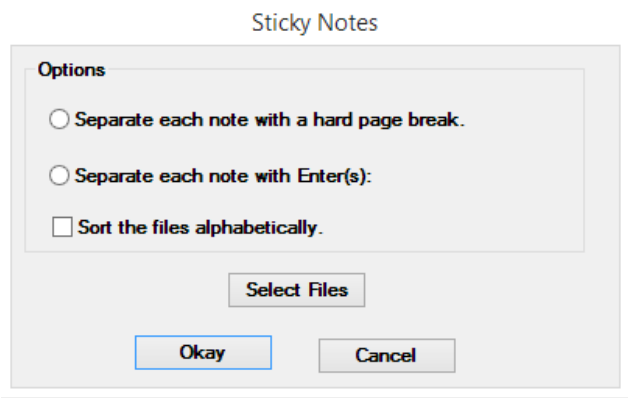 Sticky Notes
Options
Separate each note with a hard page break.
Separate each note with Enter(s):
Sort the files alphabetically.
Select Files
Okay
Cancel